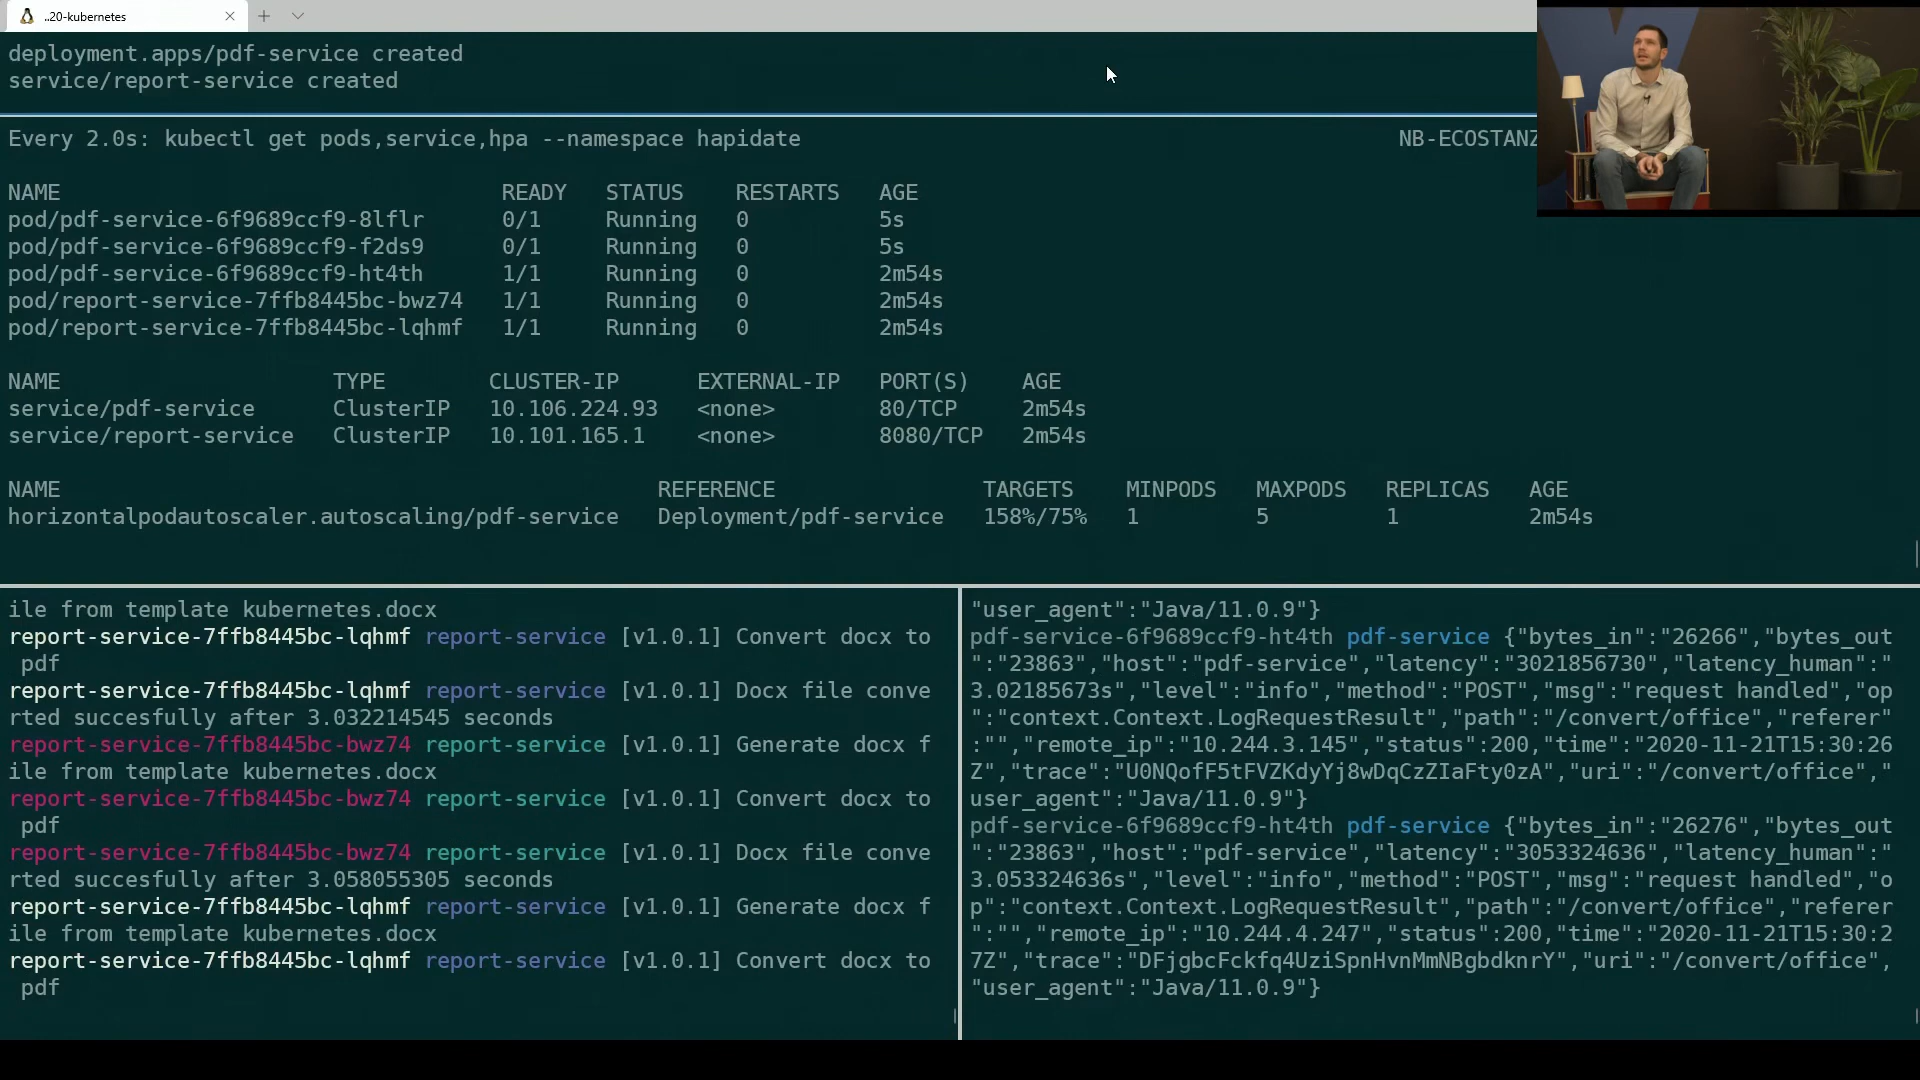 ..20-kubernetes
deployment.apps/pdf-service created
service/report-service created
Every 2.0s: kubectl get pods,service,hpa --namespace hapidate NB-ECOSTANZ
NAME READY STATUS RESTARTS AGE
pod/pdf-service-6f9689ccf9-8lflr 0/1 Running 0 5s
pod/pdf-service-6f9689ccf9-f2ds9 0/1 Running 0 5s
pod/pdf-service-6f9689ccf9-ht4th 1/1 Running 0 2m54s
pod/report-service-7ffb8445bc-bwz74 1/1 Running 0 2m54s
pod/report-service-7ffb8445bc-lqhmf 1/1 Running 0 2m54s
NAME TYPE CLUSTER-IP EXTERNAL-IP PORT(S) AGE
service/pdf-service ClusterIP 10.106.224.93 <none> 80/TCP 2m54s
service/report-service ClusterIP 10.101.165.1 <none> 8080/TCP 2m54s
NAME REFERENCE TARGETS MINPODS MAXPODS REPLICAS AGE
horizontalpodautoscaler.autoscaling/pdf-service Deployment/pdf-service 158%/75% 1 5 1 2m54s
ile from template kubernetes.docx
report-service-7ffb8445bc-lqhmf report-service [v1.0.1] Convert docx to
pdf
report-service-7ffb8445bc-lqhmf report-service [v1.0.1] Docx file conve
rted succesfully after 3.032214545 seconds
report-service-7ffb8445bc-bwz74 report-service [v1.0.1] Generate docx f
ile from template kubernetes.docx
report-service-7ffb8445bc-bwz74 report-service [v1.0.1] Convert docx to
pdf
report-service-7ffb8445bc-bwz74 report-service [v1.0.1] Docx file conve
rted succesfully after 3.058055305 seconds
report-service-7ffb8445bc-lqhmf report-service [v1.0.1] Generate docx f
ile from template kubernetes.docx
report-service-7ffb8445bc-lqhmf report-service [v1.0.1] Convert docx to
pdf
"user_agent":"Java/11.0.9"}
pdf-service-6f9689ccf9-ht4th pdf-service {"bytes_in":"26266","bytes_out
":"23863","host":"pdf-service","latency":"3021856730","latency_human":"
3.02185673s","level":"info","method":"POST","msg":"request handled","op
":"context.Context.LogRequestResult","path":"/convert/office","referer"
:"","remote_ip":"10.244.3.145","status":200,"time":"2020-11-21T15:30:26
Z","trace":"U0NQofF5tFVZKdyYj8wDqCzZIaFty0zA","uri":"/convert/office","
user_agent":"Java/11.0.9"}
pdf-service-6f9689ccf9-ht4th pdf-service {"bytes_in":"26276","bytes_out
":"23863","host":"pdf-service","latency":"3053324636","latency_human":"
3.053324636s","level":"info","method":"POST","msg":"request handled","o
p":"context.Context.LogRequestResult","path":"/convert/office","referer
":"","remote_ip":"10.244.4.247","status":200,"time":"2020-11-21T15:30:2
7Z","trace":"DFjgbcFckfq4UziSpnHvnMmNBgbdknrY","uri":"/convert/office",
"user_agent":"Java/11.0.9"}